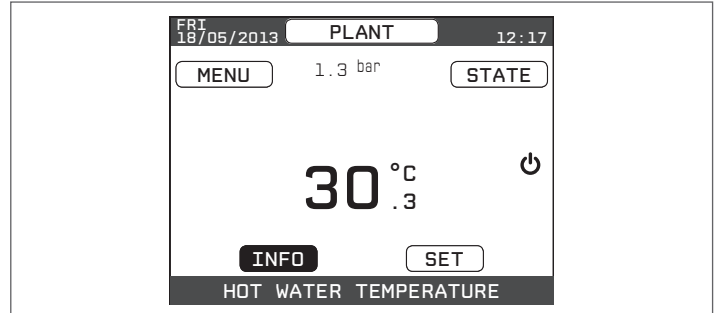 FRI
18/05/2013 PLANT 12:17
MENU 1.3 bar STATE
30.3 °C
INFO SET
HOT WATER TEMPERATURE